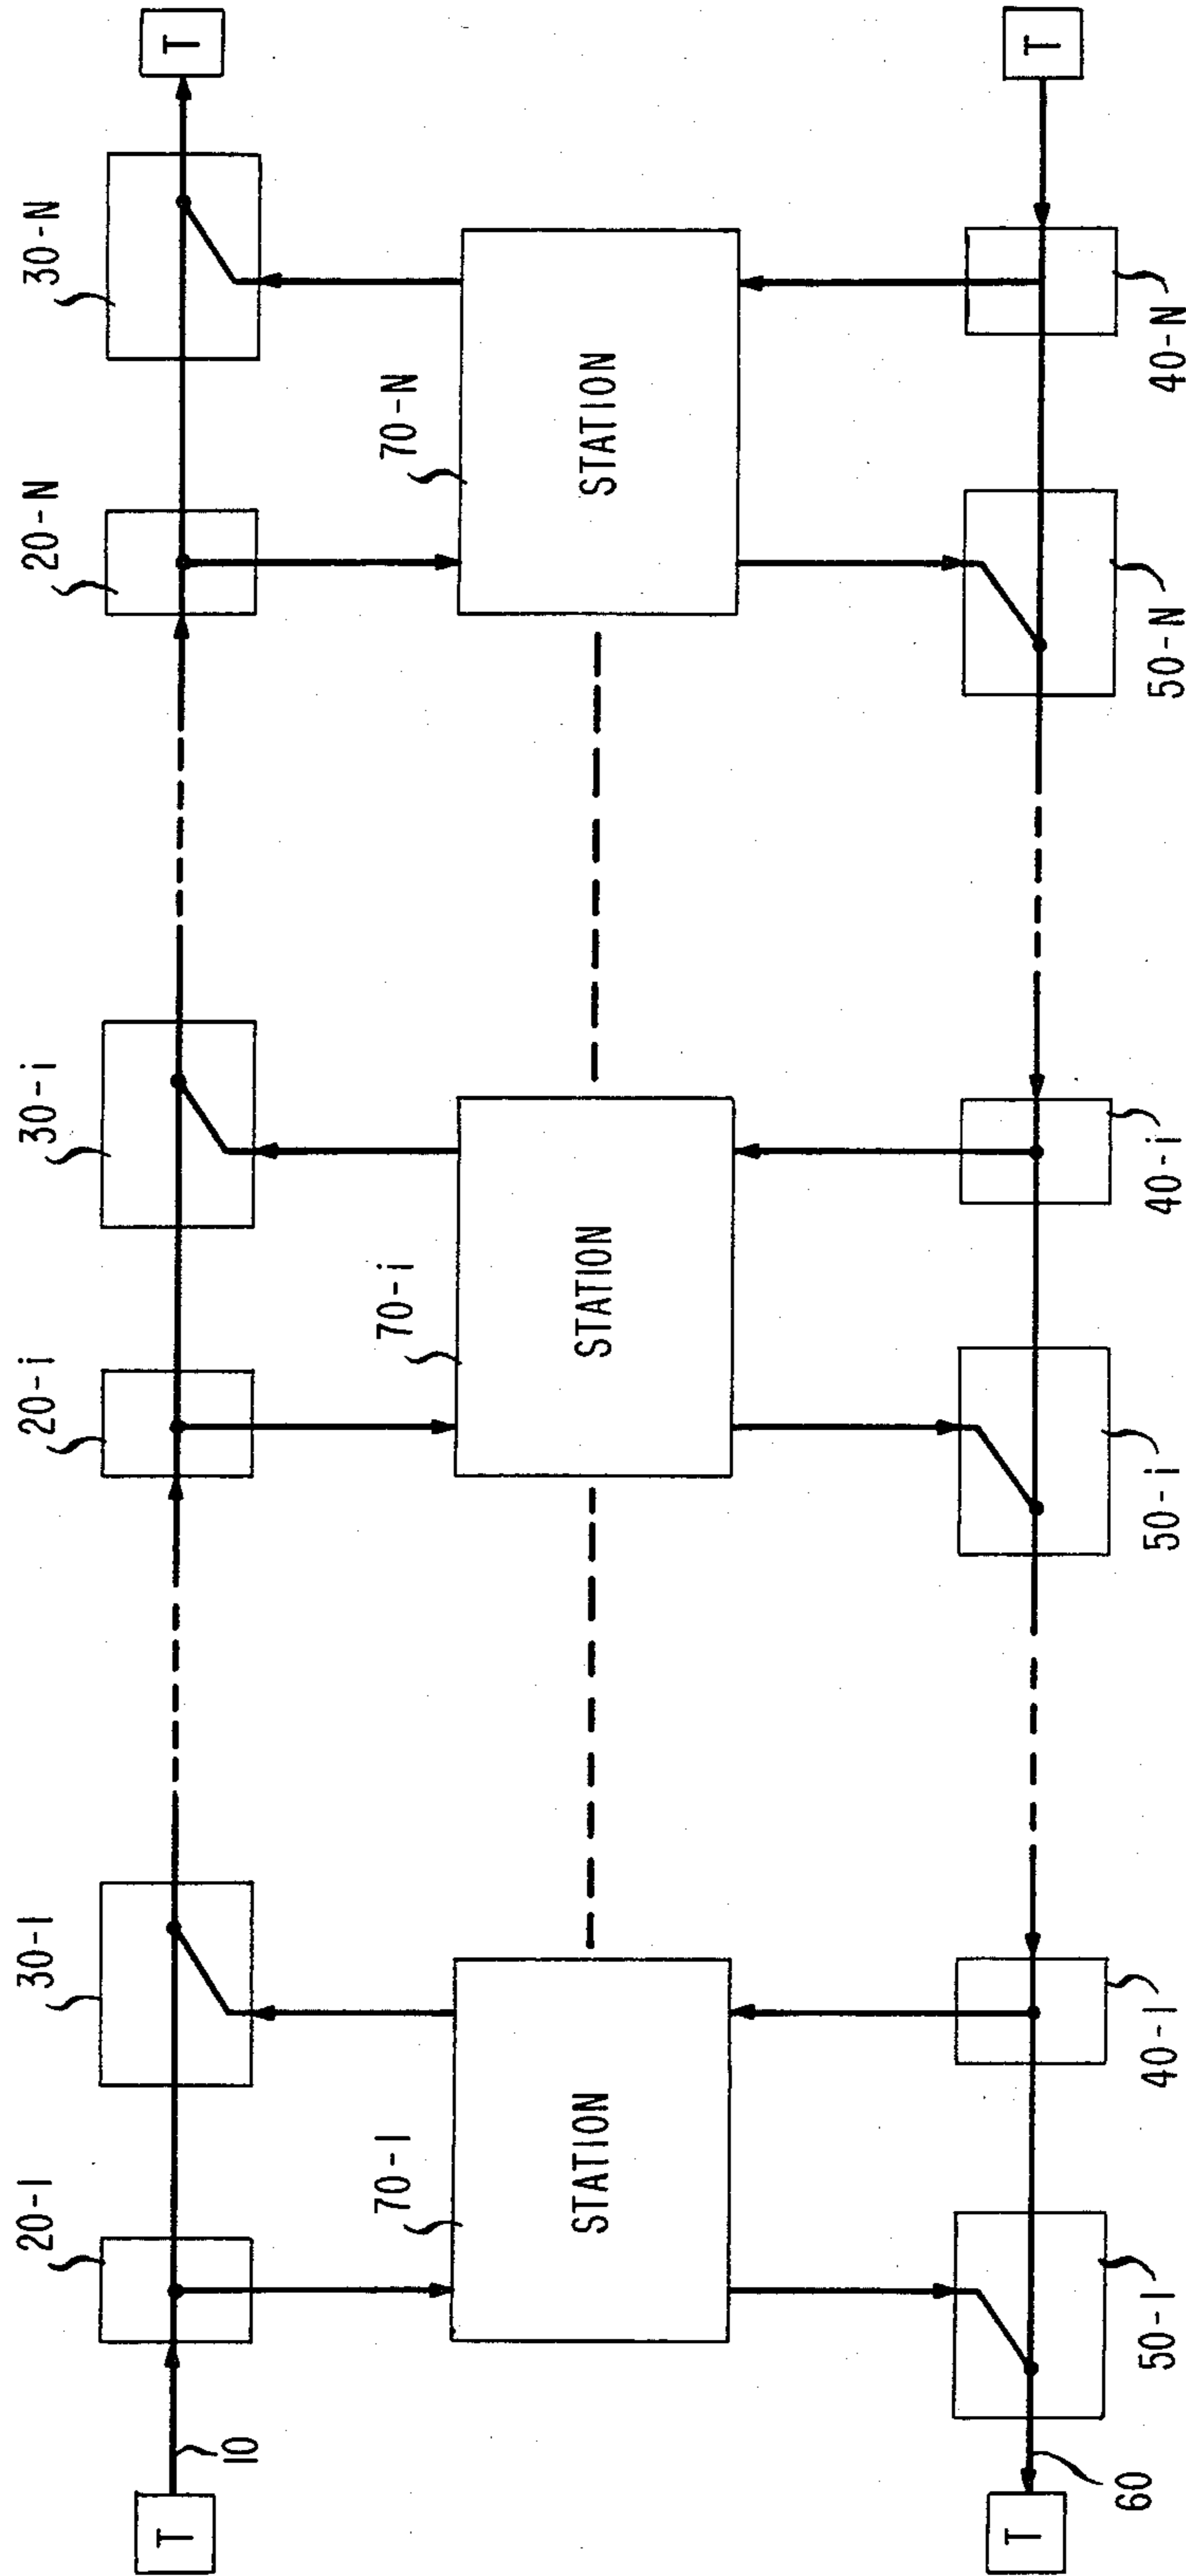 20-1
30-1
20-i
30-i
20-N
30-N
T
T
10
70-1
70-i
70-N
STATION
STATION
STATION
T
T
60
50-1
40-1
50-i
40-i
50-N
40-N